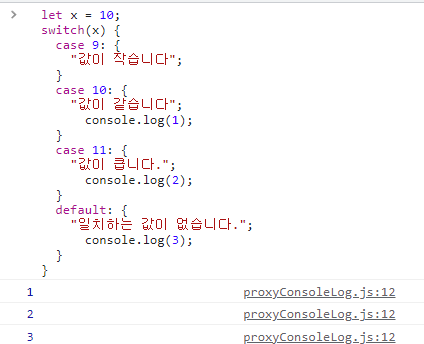 let x = 10;
switch(x) {
case 9: {
"값이 작습니다";
}
case 10: {
"값이 같습니다";
console.log(1);
}
case 11: {
"값이 큽니다.";
console.log(2);
}
default: {
"일치하는 값이 없습니다.";
console.log(3);
}
}
1 proxyConsoleLog.js:12
2 proxyConsoleLog.js:12
3 proxyConsoleLog.js:12